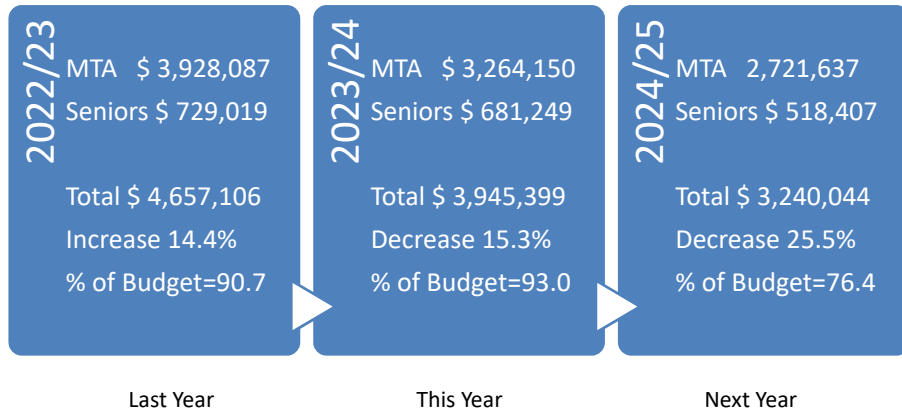 2022/23
MTA $ 3,928,087
Seniors $ 729,019
Total $ 4,657,106
Increase 14.4%
% of Budget=90.7
2023/24
MTA $ 3,264,150
Seniors $ 681,249
Total $ 3,945,399
Decrease 15.3%
% of Budget=93.0
2024/25
MTA 2,721,637
Seniors $ 518,407
Total $ 3,240,044
Decrease 25.5%
% of Budget=76.4
Last Year
This Year
Next Year